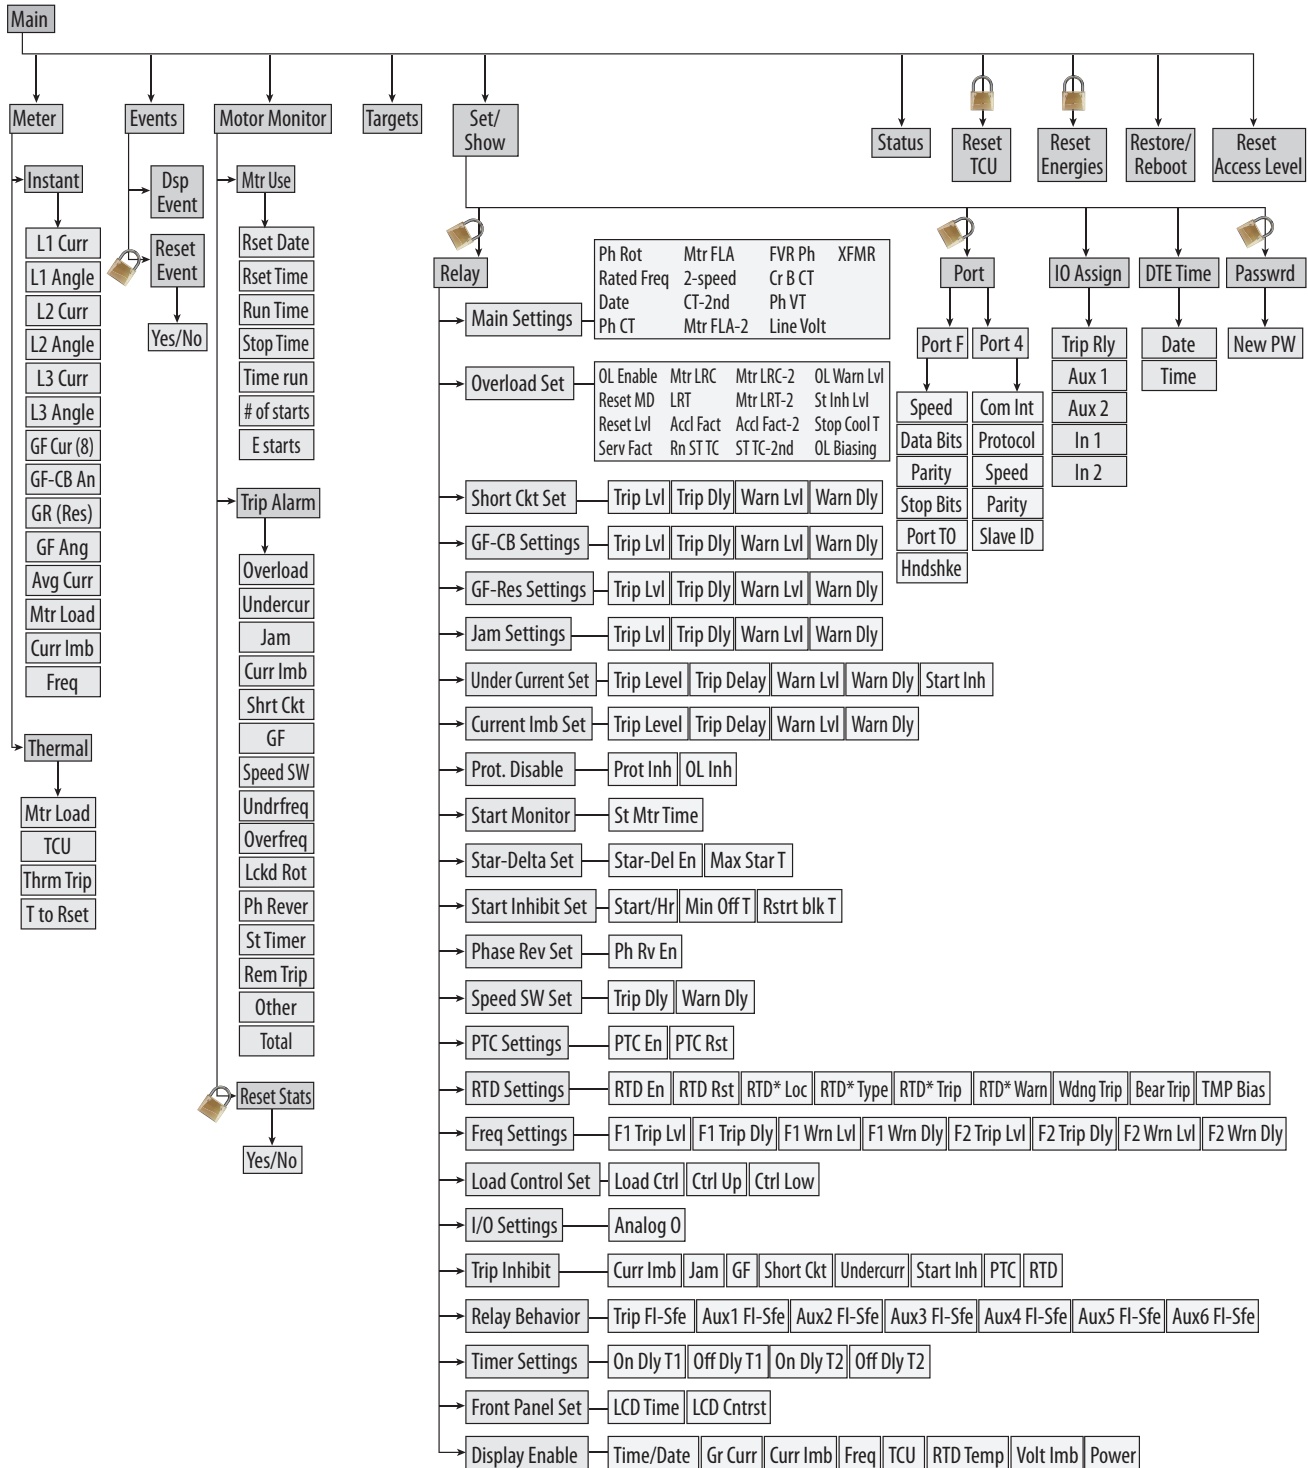 Main
Meter
Events
Motor Monitor
Targets
Set/
Show
Status
Reset
TCU
Reset
Energies
Restore/
Reboot
Reset
Access Level
Instant
L1 Curr
L1 Angle
L2 Curr
L2 Angle
L3 Curr
L3 Angle
GF Cur (8)
GF-CB An
GR (Res)
GF Ang
Avg Curr
Mtr Load
Curr Imb
Freq
Thermal
Mtr Load
TCU
Thrm Trip
T to Rset
Dsp
Event
Reset
Event
Yes/No
Mtr Use
Rset Date
Rset Time
Run Time
Stop Time
Time run
# of starts
E starts
Trip Alarm
Overload
Undercur
Jam
Curr Imb
Shrt Ckt
GF
Speed SW
Undrfreq
Overfreq
Lckd Rot
Ph Rever
St Timer
Rem Trip
Other
Total
Reset Stats
Yes/No
Relay
Main Settings
Ph Rot Mtr FLA FVR Ph XFMR
Rated Freq 2-speed Cr B CT
Date CT-2nd Ph VT
Ph CT Mtr FLA-2 Line Volt
Overload Set
OL Enable Mtr LRC Mtr LRC-2 OL Warn Lvl
Reset MD LRT Mtr LRT-2 St Inh Lvl
Reset Lvl Accl Fact Accl Fact-2 Stop Cool T
Serv Fact Rn ST TC ST TC-2nd OL Biasing
Short Ckt Set Trip Lvl Trip Dly Warn Lvl Warn Dly
GF-CB Settings Trip Lvl Trip Dly Warn Lvl Warn Dly
GF-Res Settings Trip Lvl Trip Dly Warn Lvl Warn Dly
Jam Settings Trip Lvl Trip Dly Warn Lvl Warn Dly
Under Current Set Trip Level Trip Delay Warn Lvl Warn Dly Start Inh
Current Imb Set Trip Level Trip Delay Warn Lvl Warn Dly
Prot. Disable Prot Inh OL Inh
Start Monitor St Mtr Time
Star-Delta Set Star-Del En Max Star T
Start Inhibit Set Start/Hr Min Off T Rstrt blk T
Phase Rev Set Ph Rv En
Speed SW Set Trip Dly Warn Dly
PTC Settings PTC En PTC Rst
RTD Settings RTD En RTD Rst RTD* Loc RTD* Type RTD* Trip RTD* Warn Wdng Trip Bear Trip TMP Bias
Freq Settings F1 Trip Lvl F1 Trip Dly F1 Wrn Lvl F1 Wrn Dly F2 Trip Lvl F2 Trip Dly F2 Wrn Lvl F2 Wrn Dly
Load Control Set Load Ctrl Ctrl Up Ctrl Low
I/O Settings Analog O
Trip Inhibit Curr Imb Jam GF Short Ckt Undercurr Start Inh PTC RTD
Relay Behavior Trip Fl-Sfe Aux1 Fl-Sfe Aux2 Fl-Sfe Aux3 Fl-Sfe Aux4 Fl-Sfe Aux5 Fl-Sfe Aux6 Fl-Sfe
Timer Settings On Dly T1 Off Dly T1 On Dly T2 Off Dly T2
Front Panel Set LCD Time LCD Cntrst
Display Enable Time/Date Gr Curr Curr Imb Freq TCU RTD Temp Volt Imb Power
Port
Port F
Speed
Data Bits
Parity
Stop Bits
Port TO
Hndshke
Port 4
Com Int
Protocol
Speed
Parity
Slave ID
IO Assign
Trip Rly
Aux 1
Aux 2
In 1
In 2
DTE Time
Date
Time
Passwrd
New PW